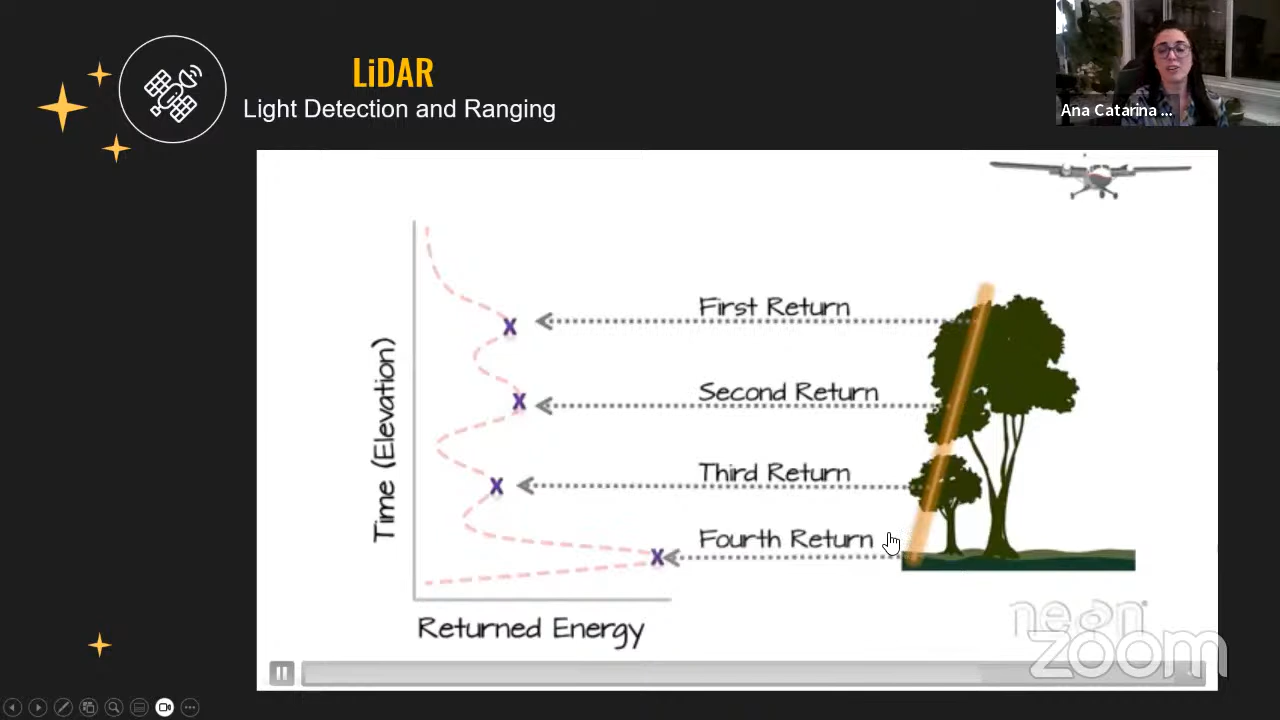 LiDAR
Light Detection and Ranging
Ana Catarina ...
First Return
Second Return
Third Return
Fourth Return
Time (Elevation)
Returned Energy
neon
zoom